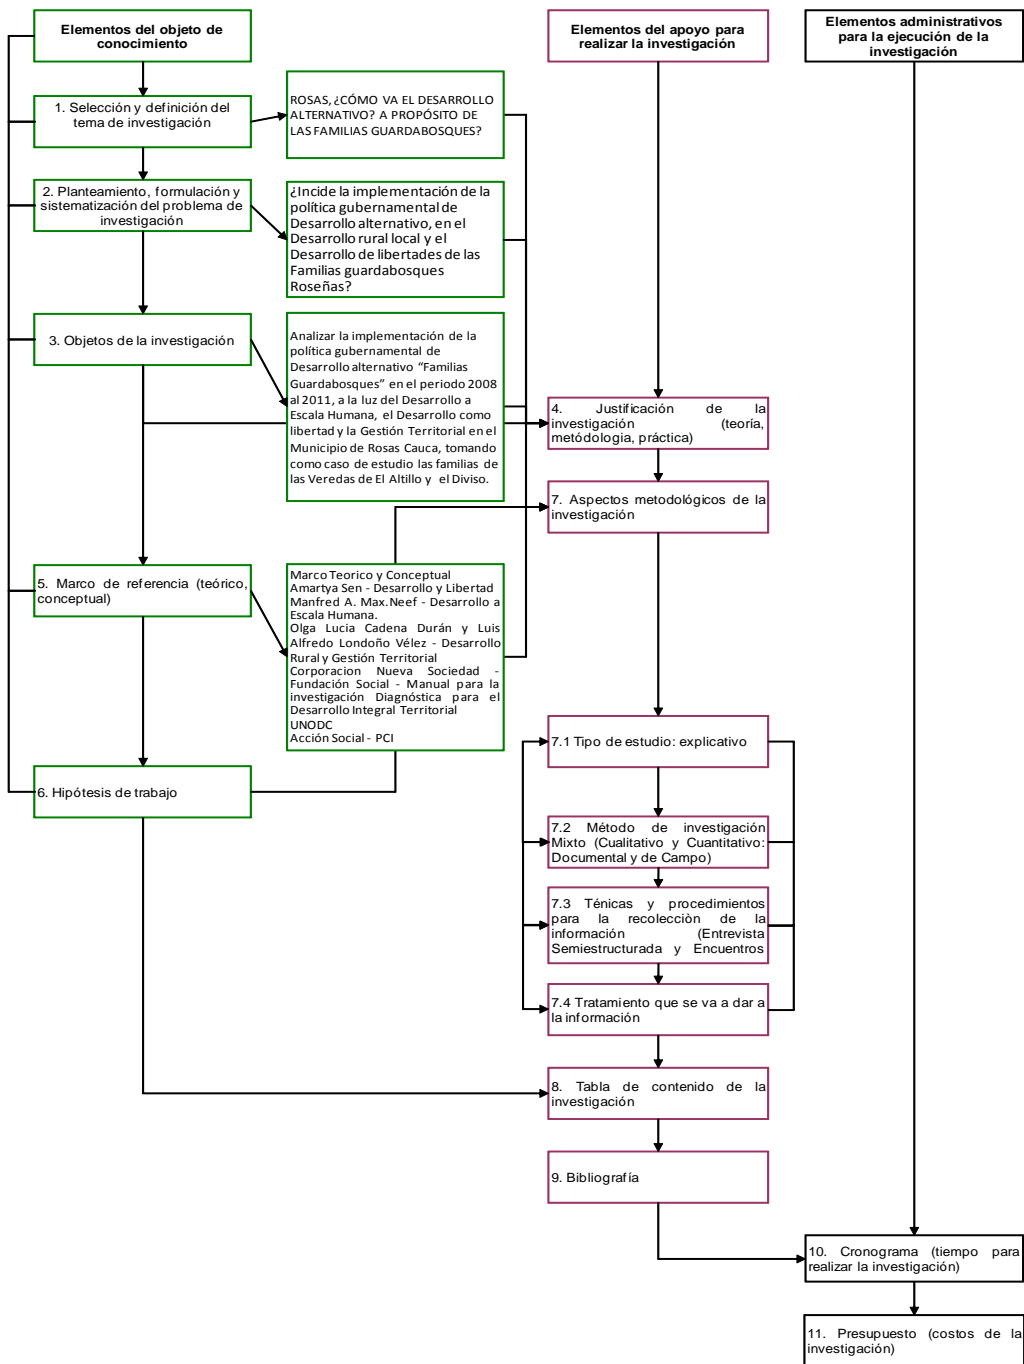 Elementos del objeto de
conocimiento
Elementos del apoyo para
realizar la investigación
Elementos administrativos
para la ejecución de la
investigación
1. Selección y definición del
tema de investigación
ROSAS, ¿CÓMO VA EL DESARROLLO
ALTERNATIVO? A PROPÓSITO DE
LAS FAMILIAS GUARDABOSQUES?
2. Planteamiento, formulación y
sistematización del problema de
investigación
¿Incide la implementación de la
política gubernamental de
Desarrollo alternativo, en el
Desarrollo rural local y el
Desarrollo de libertades de las
Familias guardabosques
Roseñas?
3. Objetos de la investigación
Analizar la implementación de la
política gubernamental de
Desarrollo alternativo “Familias
Guardabosques” en el periodo 2008
al 2011, a la luz del Desarrollo a
Escala Humana, el Desarrollo como
libertad y la Gestión Territorial en el
Municipio de Rosas Cauca, tomando
como caso de estudio las familias de
las Veredas de El Altillo y el Diviso.
4. Justificación de la
investigación (teoría,
metódologia, práctica)
7. Aspectos metodológicos de la
investigación
5. Marco de referencia (teórico,
conceptual)
Marco Teorico y Conceptual
Amartya Sen - Desarrollo y Libertad
Manfred A. Max.Neef - Desarrollo a
Escala Humana.
Olga Lucia Cadena Durán y Luis
Alfredo Londoño Vélez - Desarrollo
Rural y Gestión Territorial
Corporacion Nueva Sociedad -
Fundación Social - Manual para la
investigación Diagnóstica para el
Desarrollo Integral Territorial
UNODC
Acción Social - PCI
6. Hipótesis de trabajo
7.1 Tipo de estudio: explicativo
7.2 Método de investigación
Mixto (Cualitativo y Cuantitativo:
Documental y de Campo)
7.3 Ténicas y procedimientos
para la recolecciòn de la
información (Entrevista
Semiestructurada y Encuentros
7.4 Tratamiento que se va a dar a
la información
8. Tabla de contenido de la
investigación
9. Bibliografía
10. Cronograma (tiempo para
realizar la investigación)
11. Presupuesto (costos de la
investigación)